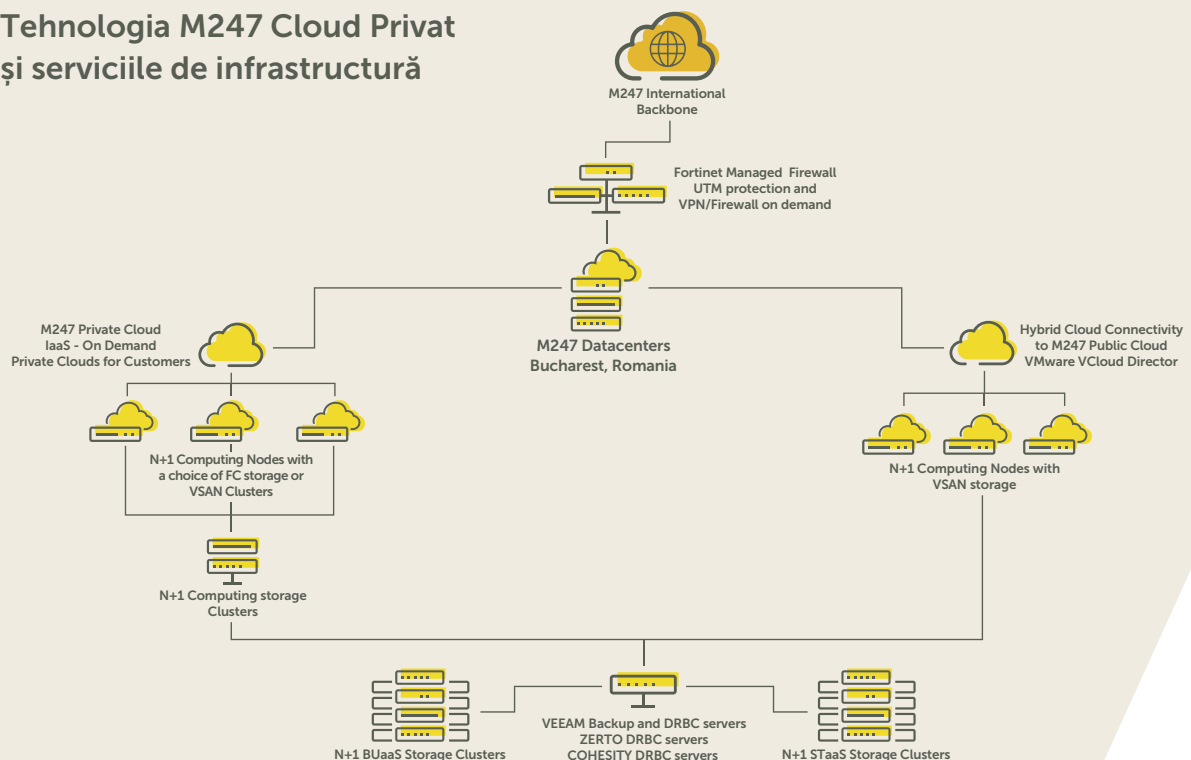 Tehnologia M247 Cloud Privat
și serviciile de infrastructură
M247 International
Backbone
Fortinet Managed Firewall
UTM protection and
VPN/Firewall on demand
M247 Datacenters
Bucharest, Romania
M247 Private Cloud
IaaS - On Demand
Private Clouds for Customers
Hybrid Cloud Connectivity
to M247 Public Cloud
VMware VCloud Director
N+1 Computing Nodes with
a choice of FC storage or
VSAN Clusters
N+1 Computing Nodes with
VSAN storage
N+1 Computing storage
Clusters
N+1 BUaaS Storage Clusters
VEEAM Backup and DRBC servers
ZERTO DRBC servers
COHESITY DRBC servers
N+1 STaaS Storage Clusters